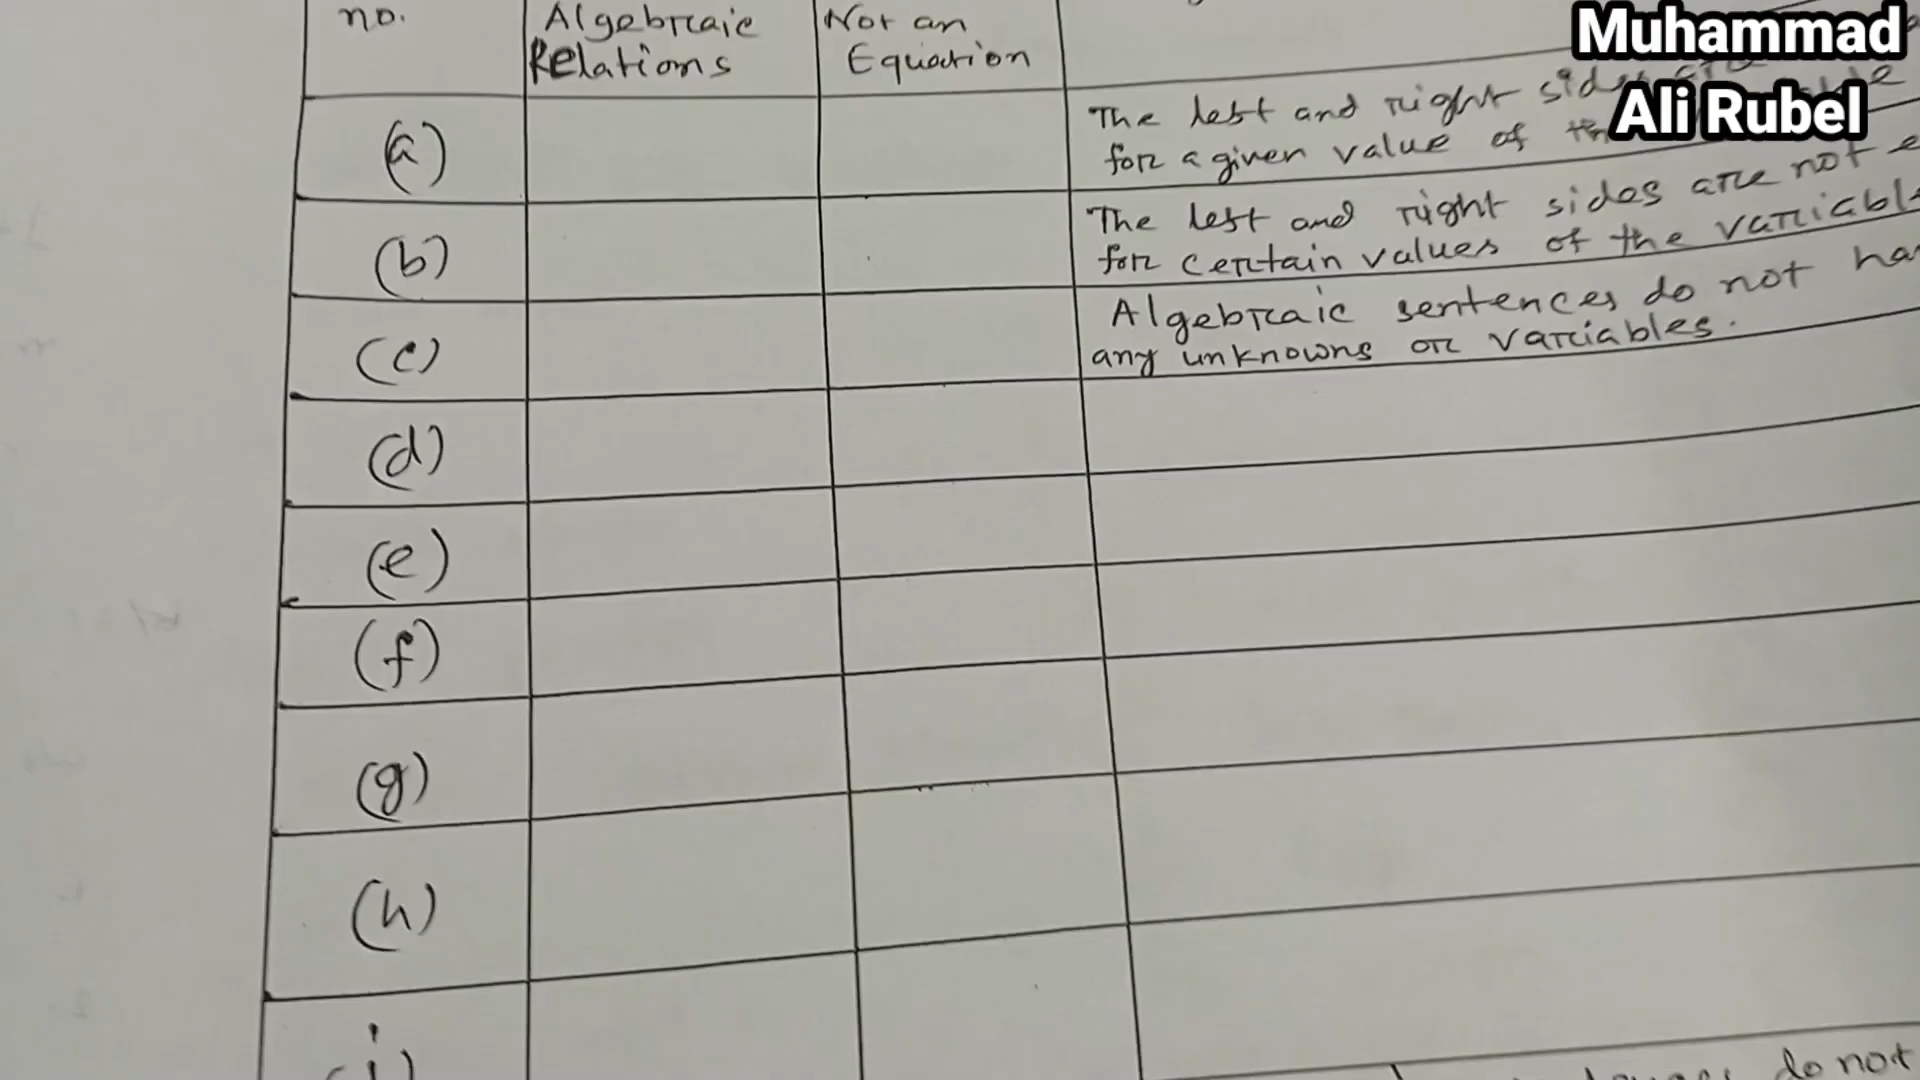 no.
Algebraic
Relations
Not an
Equation
Muhammad
Ali Rubel
(a)
The left and right sides are
for a given value of the
(b)
The left and right sides are not
for certain values of the
(c)
Algebraic sentences do not
any unknowns or variables.
(d)
(e)
(f)
(g)
(h)
(i)
do not